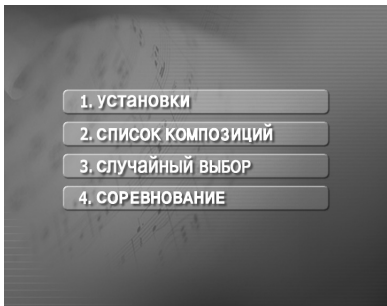 1. УСТАНОВКИ
2. СПИСОК КОМПОЗИЦИЙ
3. СЛУЧАЙНЫЙ ВЫБОР
4. СОРЕВНОВАНИЕ